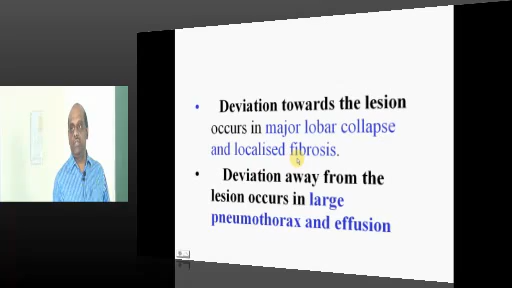 • Deviation towards the lesion
occurs in major lobar collapse
and localised fibrosis.
• Deviation away from the
lesion occurs in large
pneumothorax and effusion